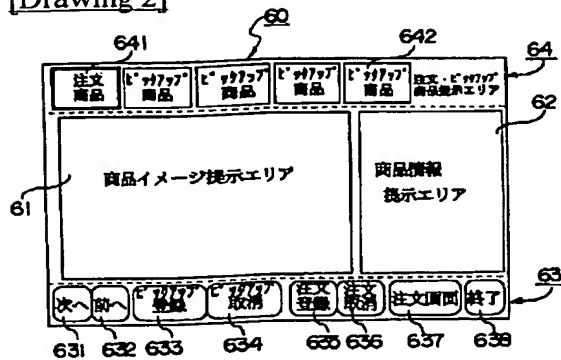 [Drawing 2]
60
641
642
64
注文
商品
ピックアップ
商品
ピックアップ
商品
ピックアップ
商品
ピックアップ
商品
注文・ピックアップ
商品提示エリア
62
61
商品イメージ提示エリア
商品情報
提示エリア
次へ
前へ
ピックアップ
登録
ピックアップ
取消
注文
登録
注文
取消
注文画面
終了
63
631
632
633
634
635
636
637
638